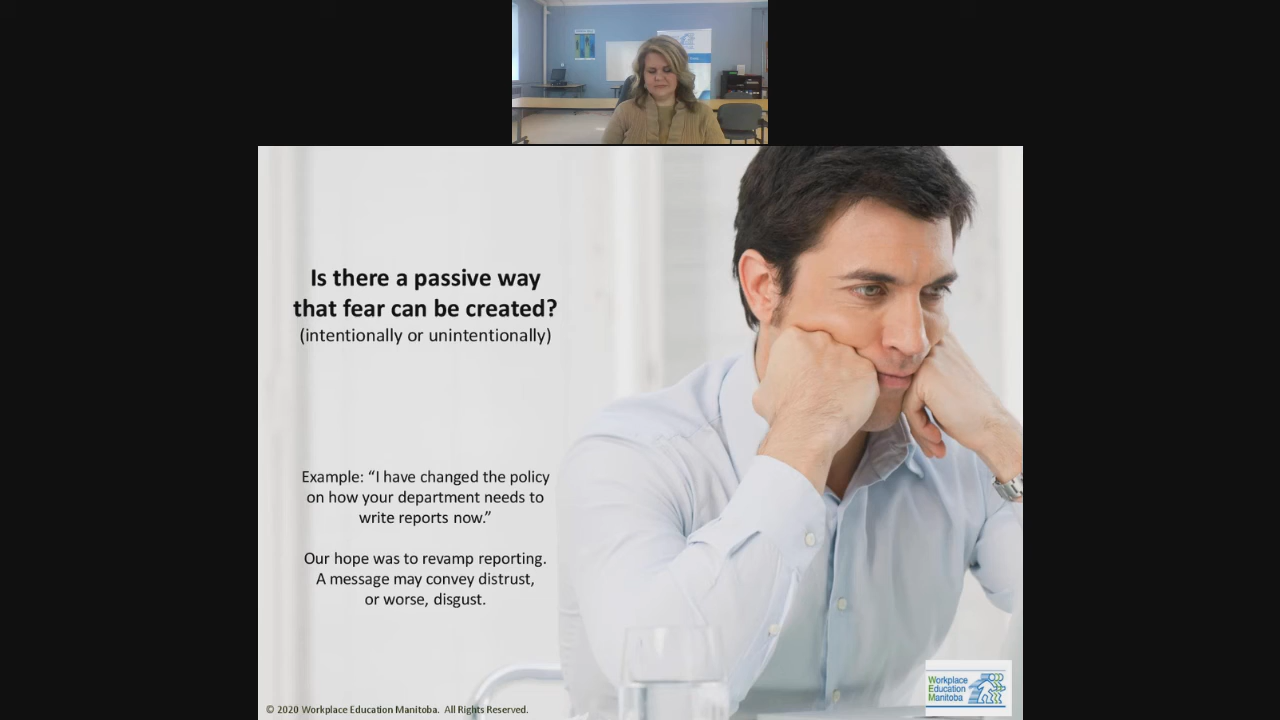 Is there a passive way
that fear can be created?
(intentionally or unintentionally)
Example: “I have changed the policy
on how your department needs to
write reports now.”
Our hope was to revamp reporting.
A message may convey distrust,
or worse, disgust.
Workplace
Education
Manitoba
© 2020 Workplace Education Manitoba. All Rights Reserved.